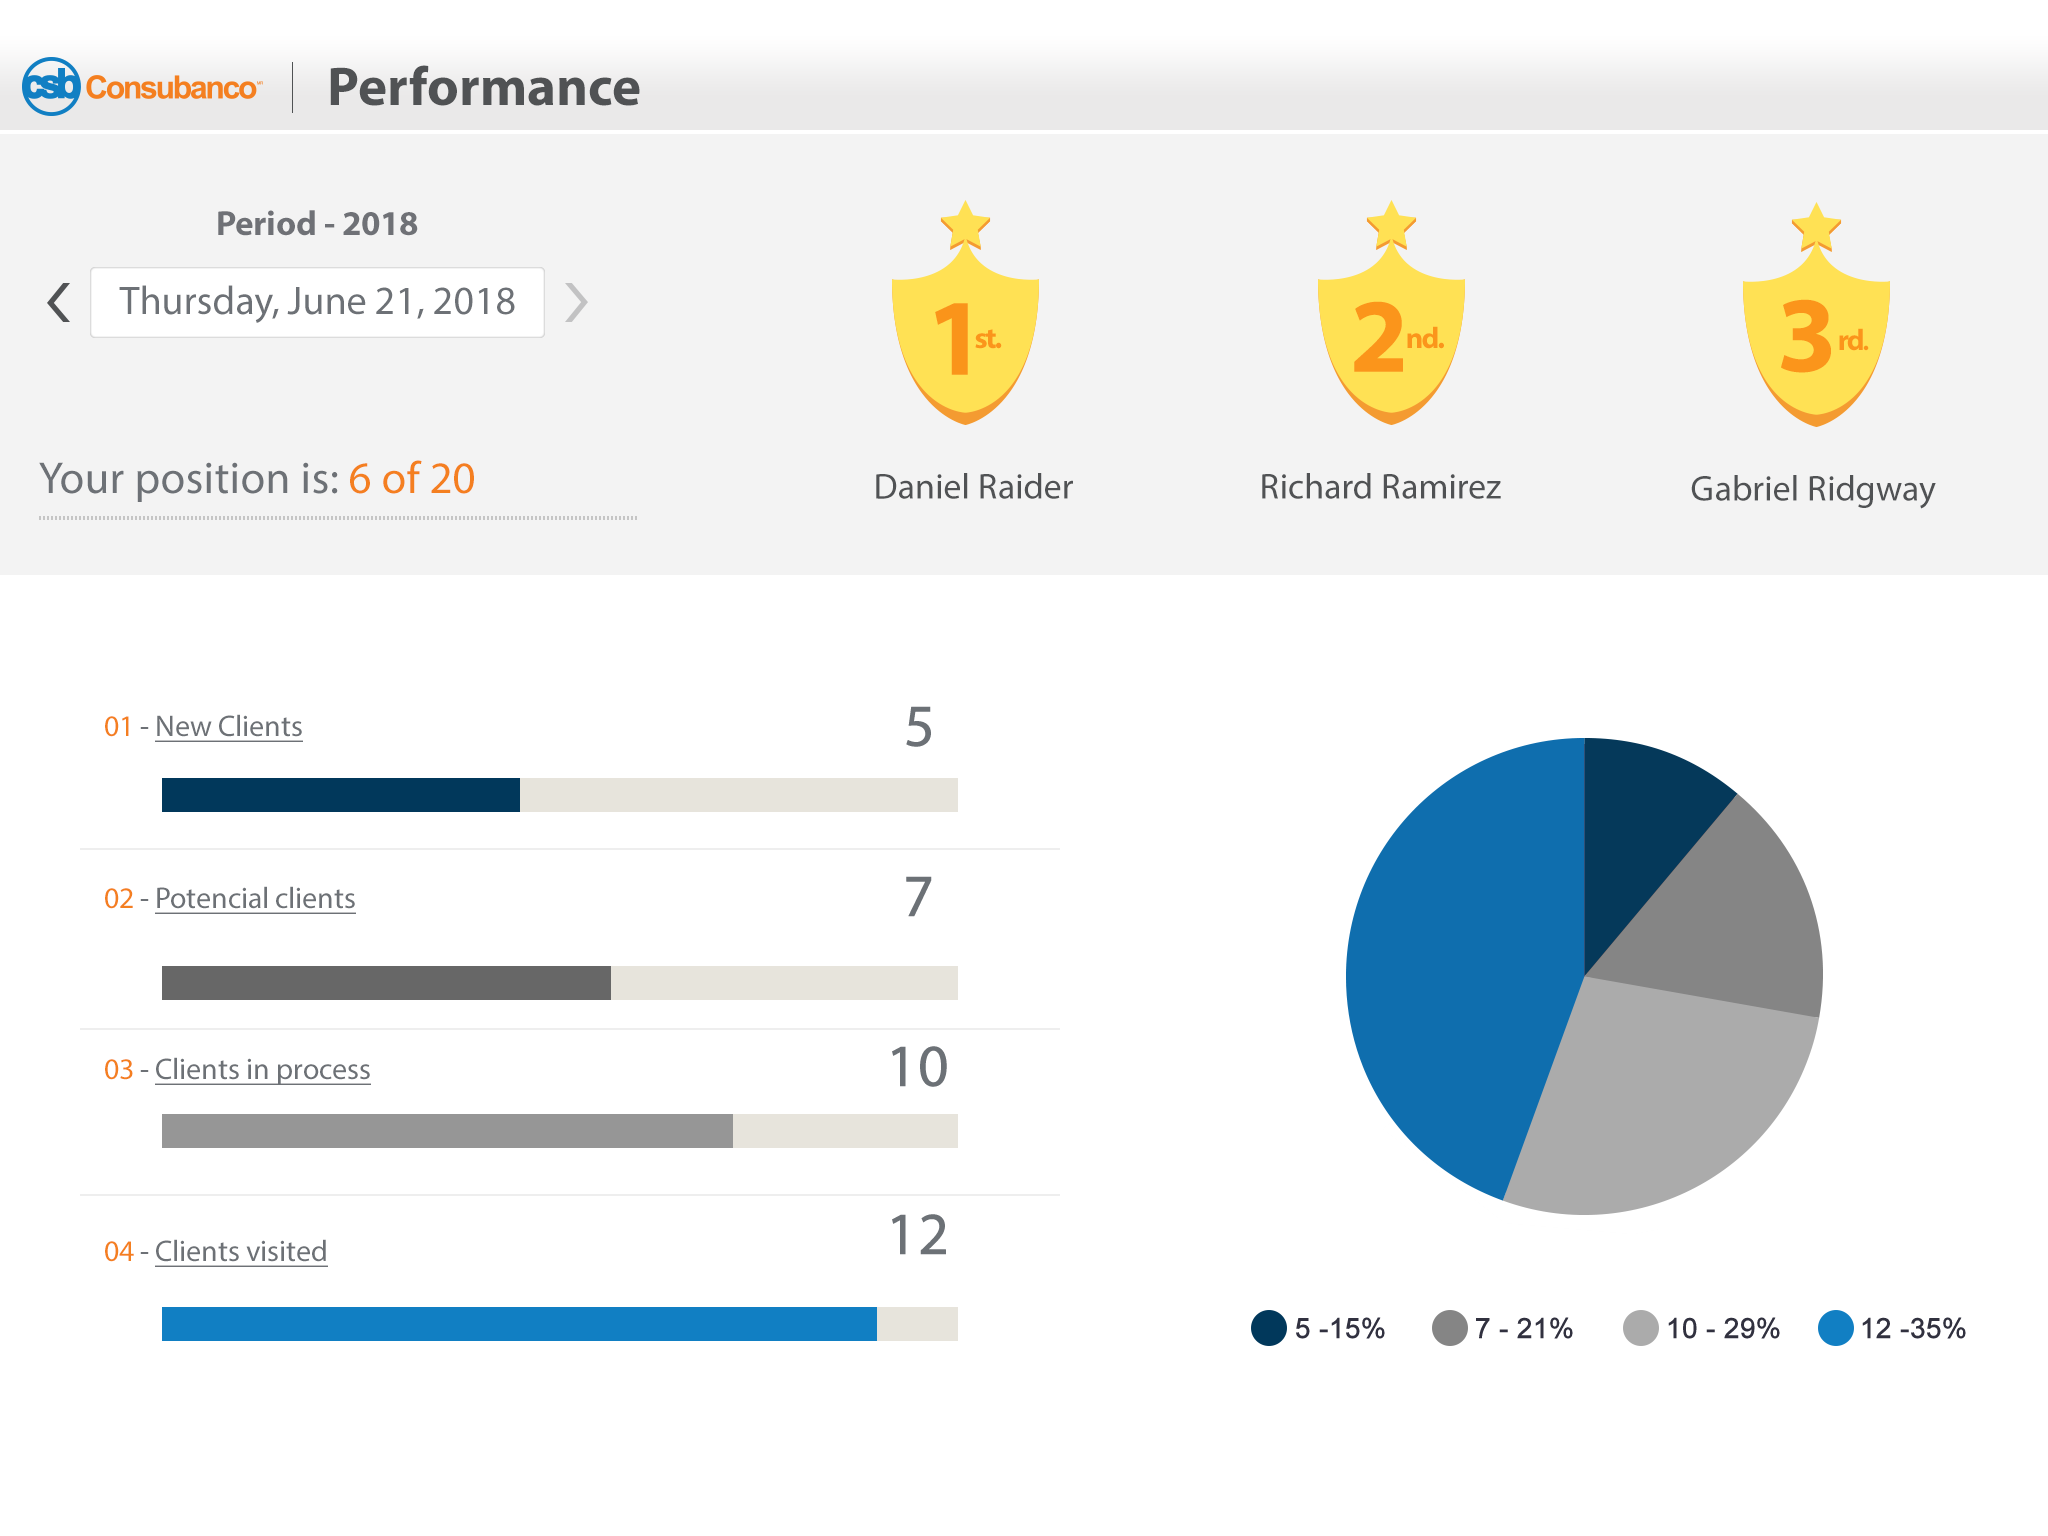 csb Consubanco
Performance
Period - 2018
Thursday, June 21, 2018
Your position is: 6 of 20
1st.
2nd.
3rd.
Daniel Raider
Richard Ramirez
Gabriel Ridgway
01 - New Clients
5
02 - Potencial clients
7
03 - Clients in process
10
04 - Clients visited
12
5 -15%
7 - 21%
10 - 29%
12 -35%